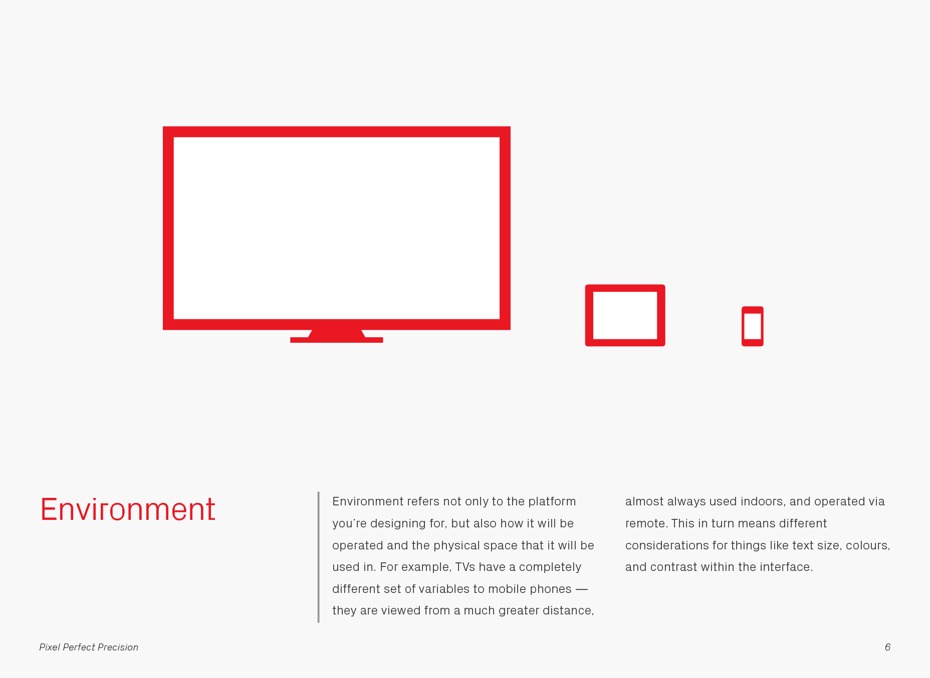 Environment
Environment refers not only to the platform
you're designing for, but also how it will be
operated and the physical space that it will be
used in. For example, TVs have a completely
different set of variables to mobile phones —
they are viewed from a much greater distance,
almost always used indoors, and operated via
remote. This in turn means different
considerations for things like text size, colours,
and contrast within the interface.
Pixel Perfect Precision
6